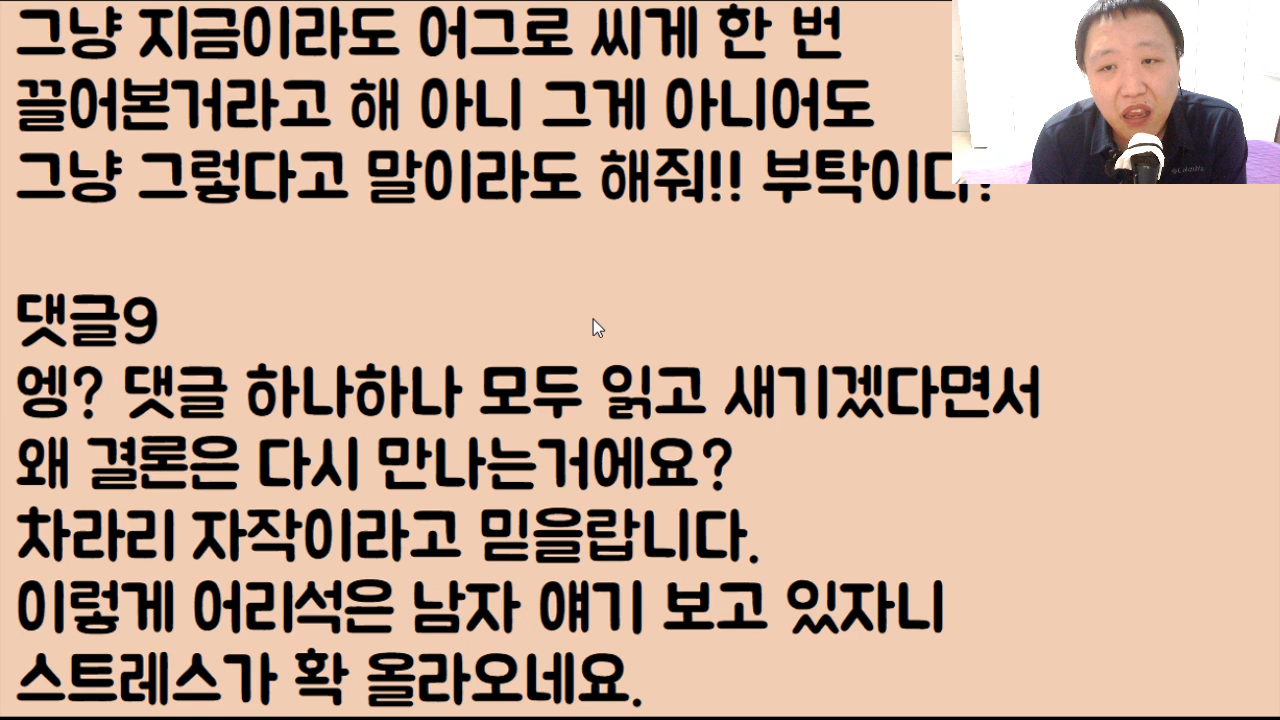 그냥 지금이라도 어그로 씨게 한 번
끌어본거라고 해 아니 그게 아니어도
그냥 그렇다고 말이라도 해줘!! 부탁이다!
댓글9
엥? 댓글 하나하나 모두 읽고 새기겠다면서
왜 결론은 다시 만나는거에요?
차라리 자작이라고 믿을랍니다.
이렇게 어리석은 남자 얘기 보고 있자니
스트레스가 확 올라오네요.
Columbia